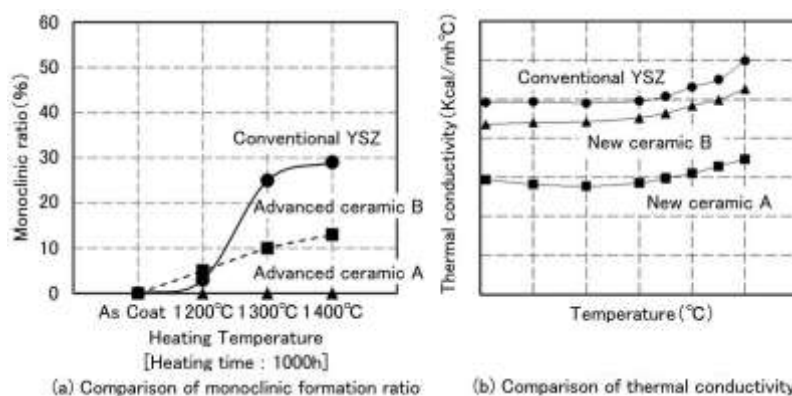 60
50
40
30
20
10
0
Monoclinic ratio(%)
Conventional YSZ
Advanced ceramic B
Advanced ceramic A
As Coat 1200℃ 1300℃ 1400℃
Heating Temperature
[Heating time : 1000h]
(a) Comparison of monoclinic formation ratio
Thermal conductivity(Kcal/mh℃)
Conventional YSZ
New ceramic B
New ceramic A
Temperature(℃)
(b) Comparison of thermal conductivity